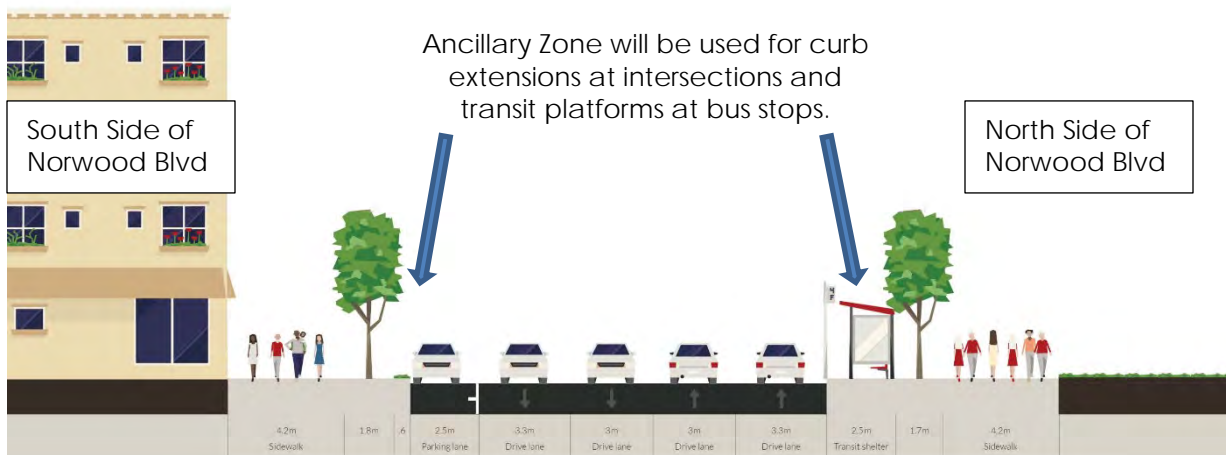 Ancillary Zone will be used for curb
extensions at intersections and
transit platforms at bus stops.
South Side of
Norwood Blvd
North Side of
Norwood Blvd
4.2m
Sidewalk
1.8m
.6
2.5m
Parking lane
3.3m
Drive lane
3m
Drive lane
3m
Drive lane
3.3m
Drive lane
2.5m
Transit shelter
1.7m
4.2m
Sidewalk